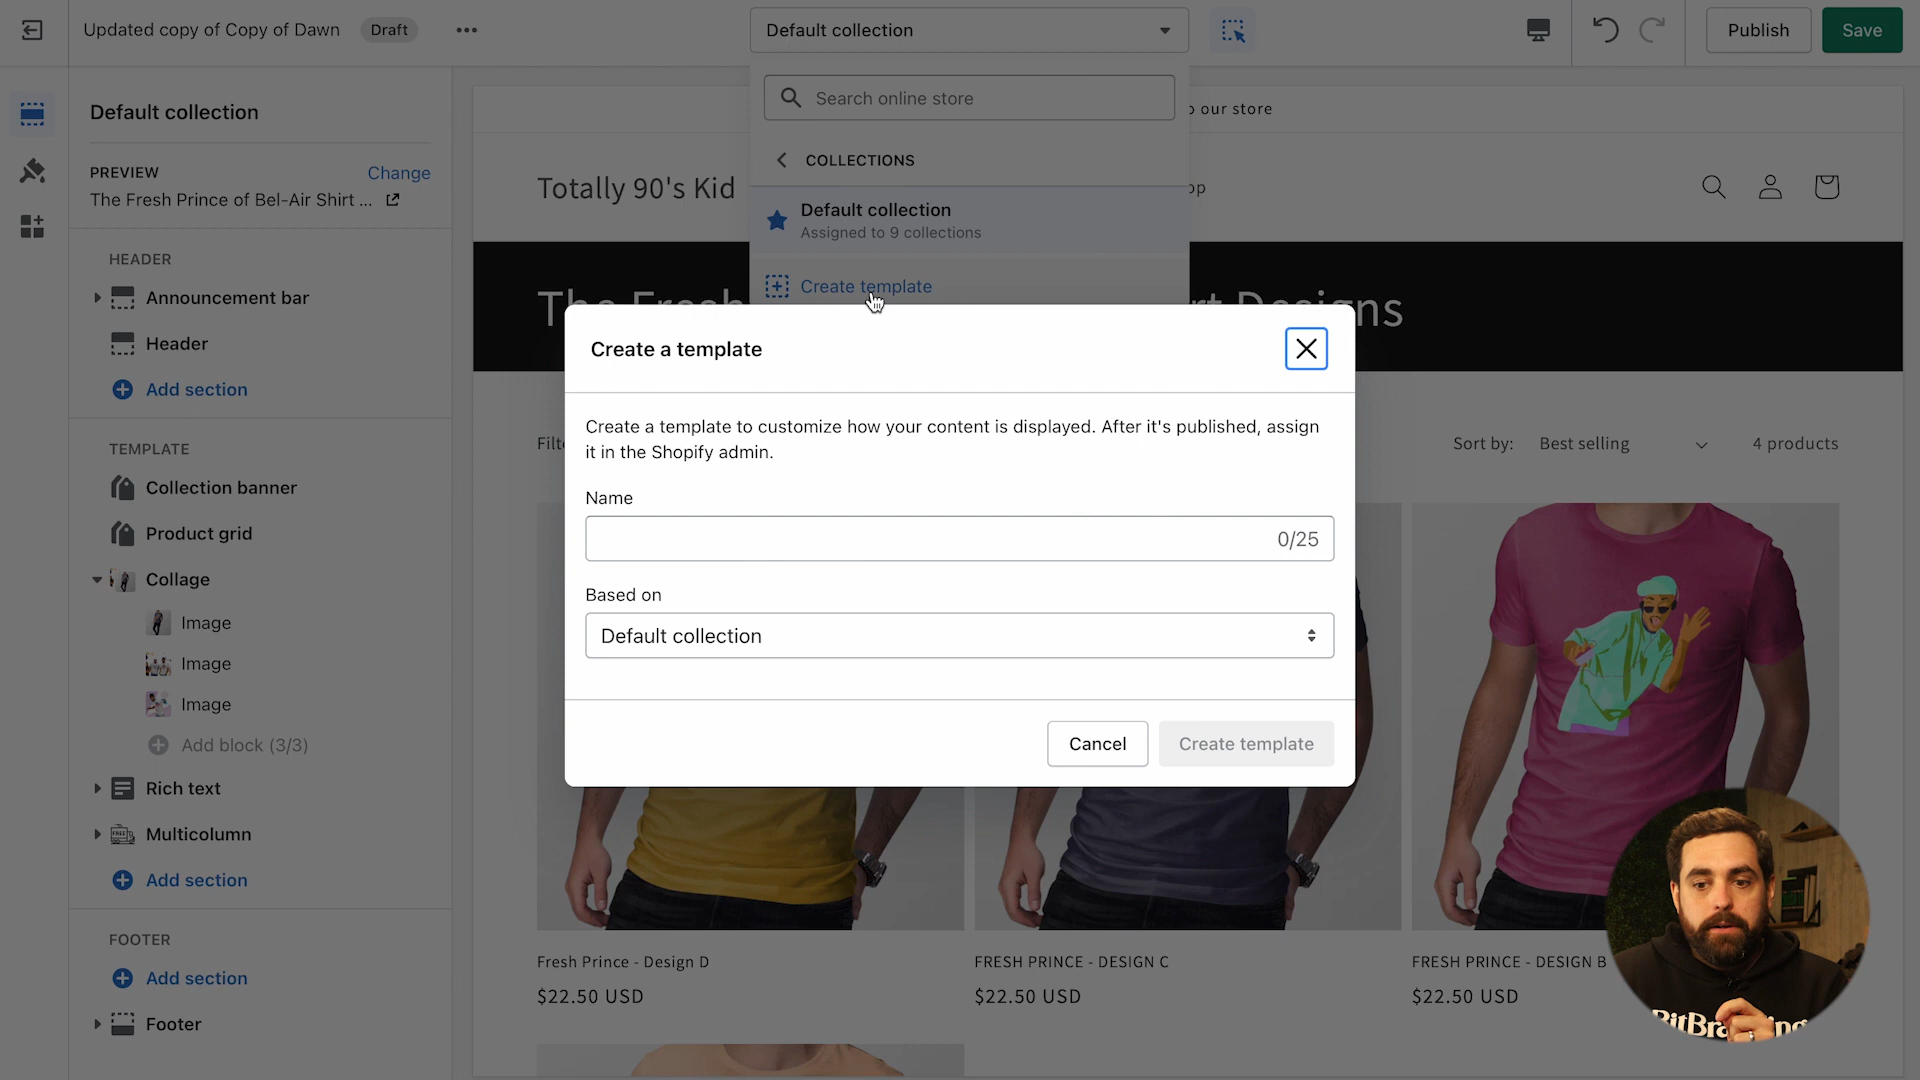 Updated copy of Copy of Dawn
Draft
Default collection
Publish
Save
Default collection
PREVIEW
Change
The Fresh Prince of Bel-Air Shirt ...
HEADER
Announcement bar
Header
Add section
TEMPLATE
Collection banner
Product grid
Collage
Image
Image
Image
Add block (3/3)
Rich text
Multicolumn
Add section
FOOTER
Add section
Footer
Search online store
COLLECTIONS
Default collection
Assigned to 9 collections
Create template
our store
Totally 90's Kid
Create a template
Create a template to customize how your content is displayed. After it's published, assign
it in the Shopify admin.
Name
0/25
Based on
Default collection
Cancel
Create template
Sort by:
Best selling
4 products
Fresh Prince - Design D
$22.50 USD
FRESH PRINCE - DESIGN C
$22.50 USD
FRESH PRINCE - DESIGN B
$22.50 USD